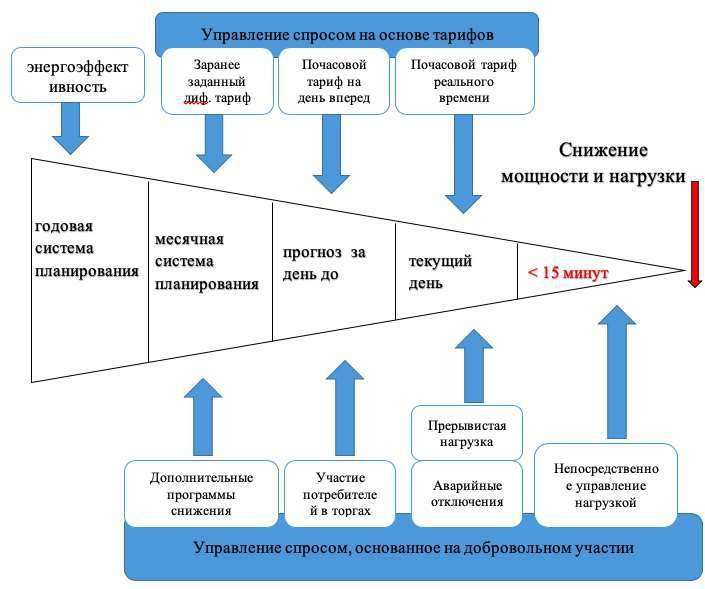 Управление спросом на основе тарифов
энергоэффект
ивность
Заранее
заданный
диф. тариф
Почасовой
тариф на
день вперед
Почасовой тариф
реального
времени
Снижение
мощности и нагрузки
годовая
система
планирования
месячная
система
планирования
прогноз за
день до
текущий
день
< 15 минут
Дополнительные
программы
снижения
Участие
потребителе
й в торгах
Прерывистая
нагрузка
Аварийные
отключения
Непосредственно
е управление
нагрузкой
Управление спросом, основанное на добровольном участии